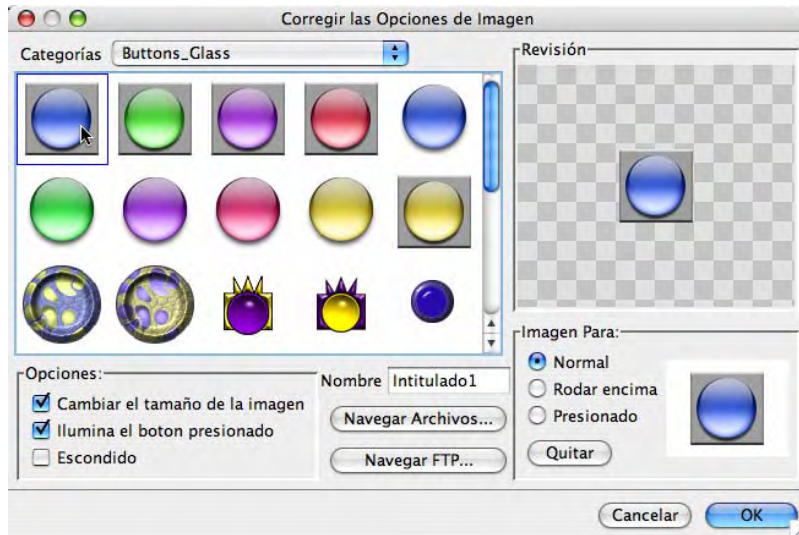 Corregir las Opciones de Imagen
Categorías Buttons_Glass
Revisión
Imagen Para:
Normal
Rodar encima
Presionado
Quitar
Opciones:
Cambiar el tamaño de la imagen
Ilumina el boton presionado
Escondido
Nombre Intitulado1
Navegar Archivos...
Navegar FTP...
Cancelar OK